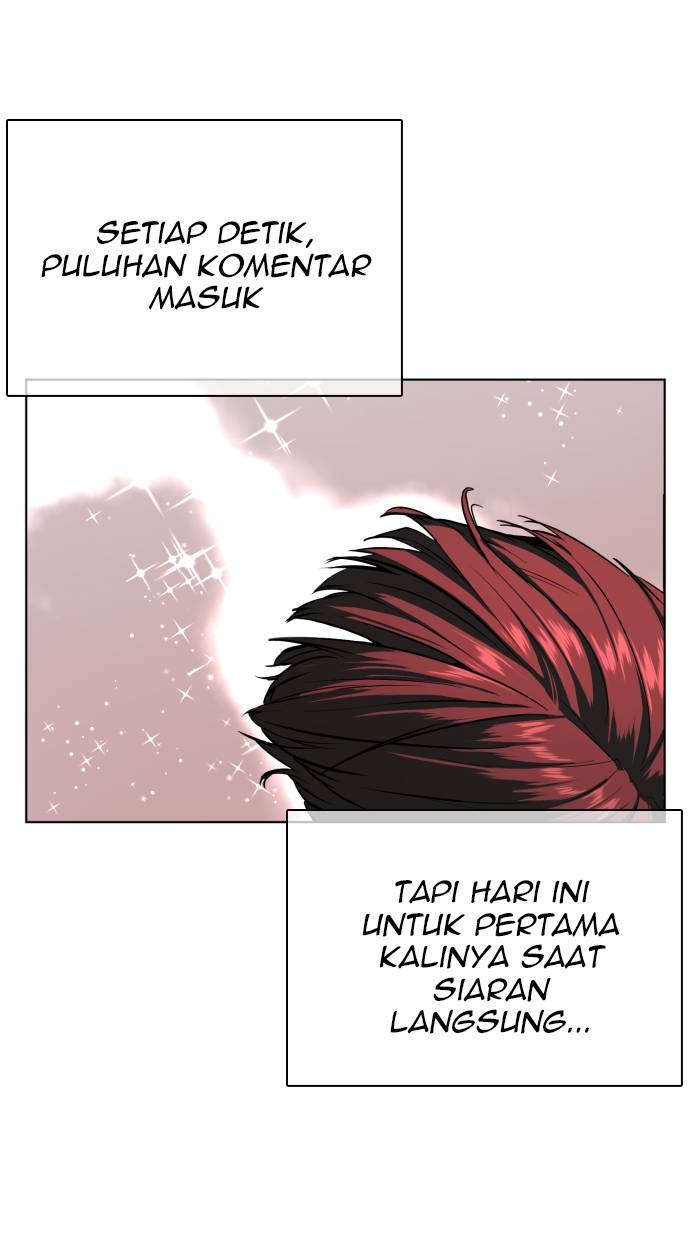 SETIAP DETIK,
PULUHAN KOMENTAR
MASUK
TAPI HARI INI
UNTUK PERTAMA
KALINYA SAAT
SIARAN
LANGSUNG...